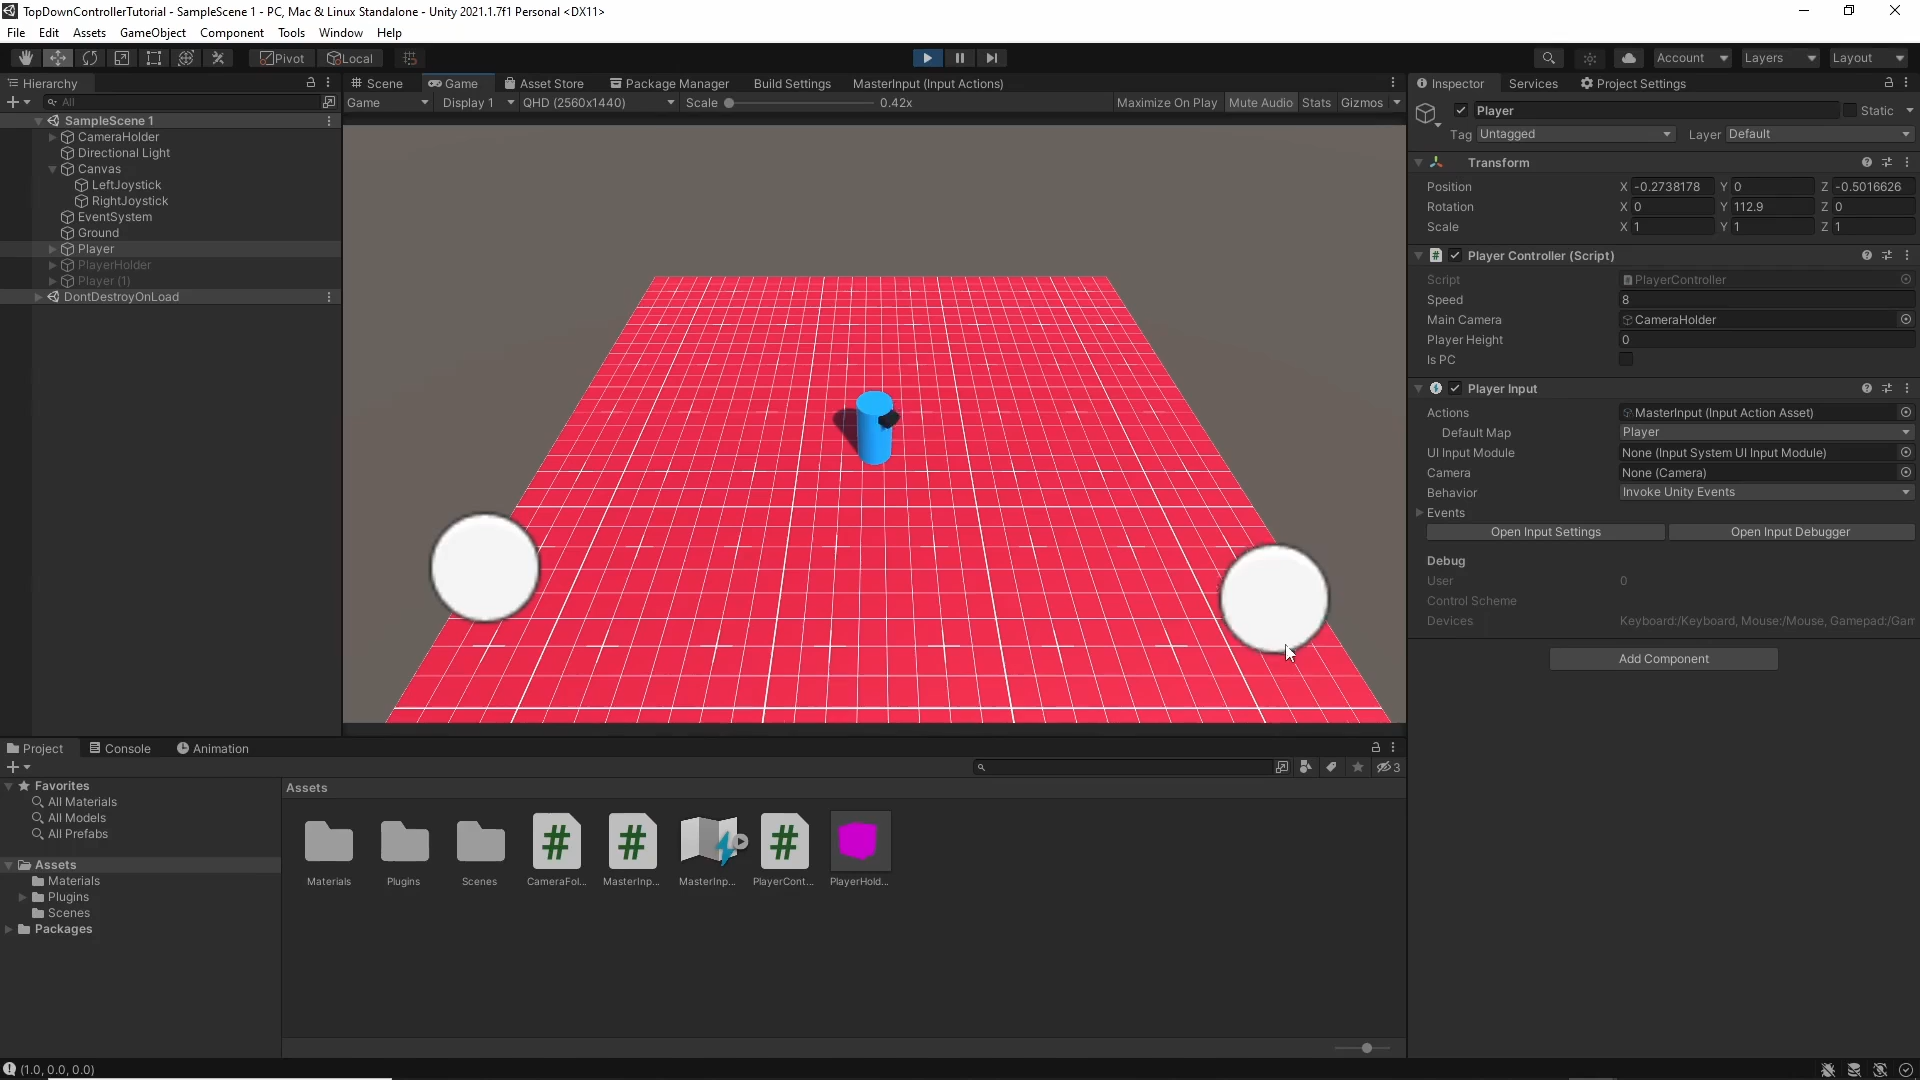 TopDownControllerTutorial - SampleScene 1 - PC, Mac & Linux Standalone - Unity 2021.1.7f1 Personal <DX11>
File Edit Assets GameObject Component Tools Window Help
Pivot Local Account Layers Layout
Hierarchy
All
SampleScene 1
CameraHolder
Directional Light
Canvas
LeftJoystick
RightJoystick
EventSystem
Ground
Player
PlayerHolder
Player (1)
DontDestroyOnLoad
Scene Game Asset Store Package Manager Build Settings MasterInput (Input Actions)
Game Display 1 QHD (2560x1440) Scale 0.42x Maximize On Play Mute Audio Stats Gizmos
Inspector Services Project Settings
Player Static
Tag Untagged Layer Default
Transform
Position X -0.2738178 Y 0 Z -0.5016626
Rotation X 0 Y 112.9 Z 0
Scale X 1 Y 1 Z 1
# Player Controller (Script)
Script PlayerController
Speed 8
Main Camera CameraHolder
Player Height 0
Is PC
Player Input
Actions MasterInput (Input Action Asset)
Default Map Player
UI Input Module None (Input System UI Input Module)
Camera None (Camera)
Behavior Invoke Unity Events
Events
Open Input Settings Open Input Debugger
Debug
User 0
Control Scheme
Devices Keyboard:/Keyboard, Mouse:/Mouse, Gamepad:/Gam
Add Component
Project Console Animation
3
Favorites
All Materials
All Models
All Prefabs
Assets
Materials
Plugins
Scenes
Packages
Assets
# # #
Materials Plugins Scenes CameraFol... MasterInp... MasterInp... PlayerCont... PlayerHold...
(1.0, 0.0, 0.0)